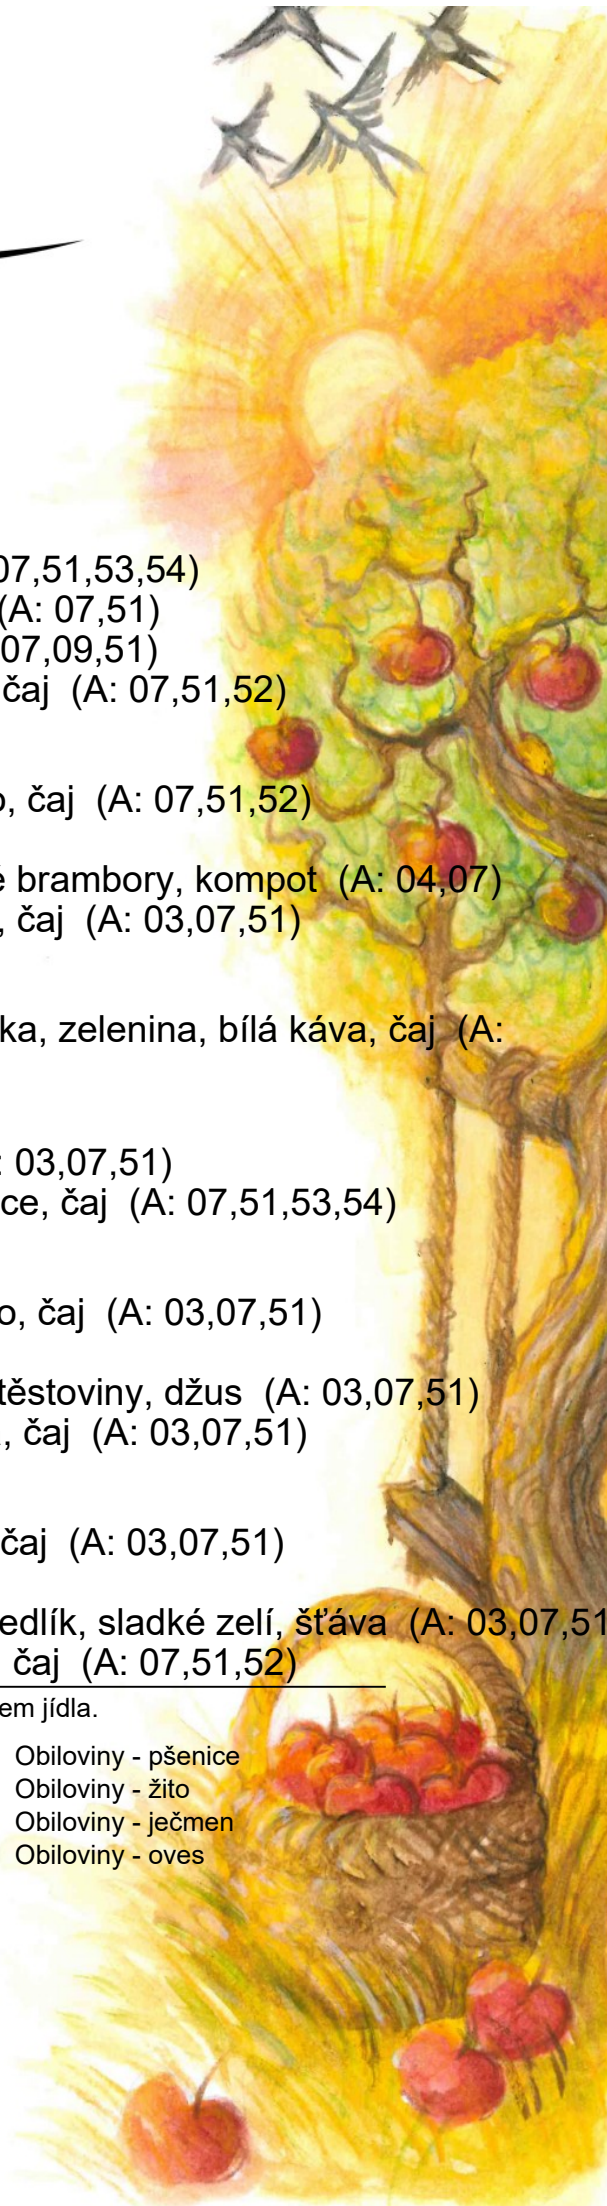 07,51,53,54)
(A: 07,51)
07,09,51)
čaj (A: 07,51,52)
o, čaj (A: 07,51,52)
é brambory, kompot (A: 04,07)
, čaj (A: 03,07,51)
ka, zelenina, bílá káva, čaj (A:
: 03,07,51)
ce, čaj (A: 07,51,53,54)
o, čaj (A: 03,07,51)
těstoviny, džus (A: 03,07,51)
, čaj (A: 03,07,51)
čaj (A: 03,07,51)
edlík, sladké zelí, šťáva (A: 03,07,51
čaj (A: 07,51,52)
em jídla.
Obiloviny - pšenice
Obiloviny - žito
Obiloviny - ječmen
Obiloviny - oves